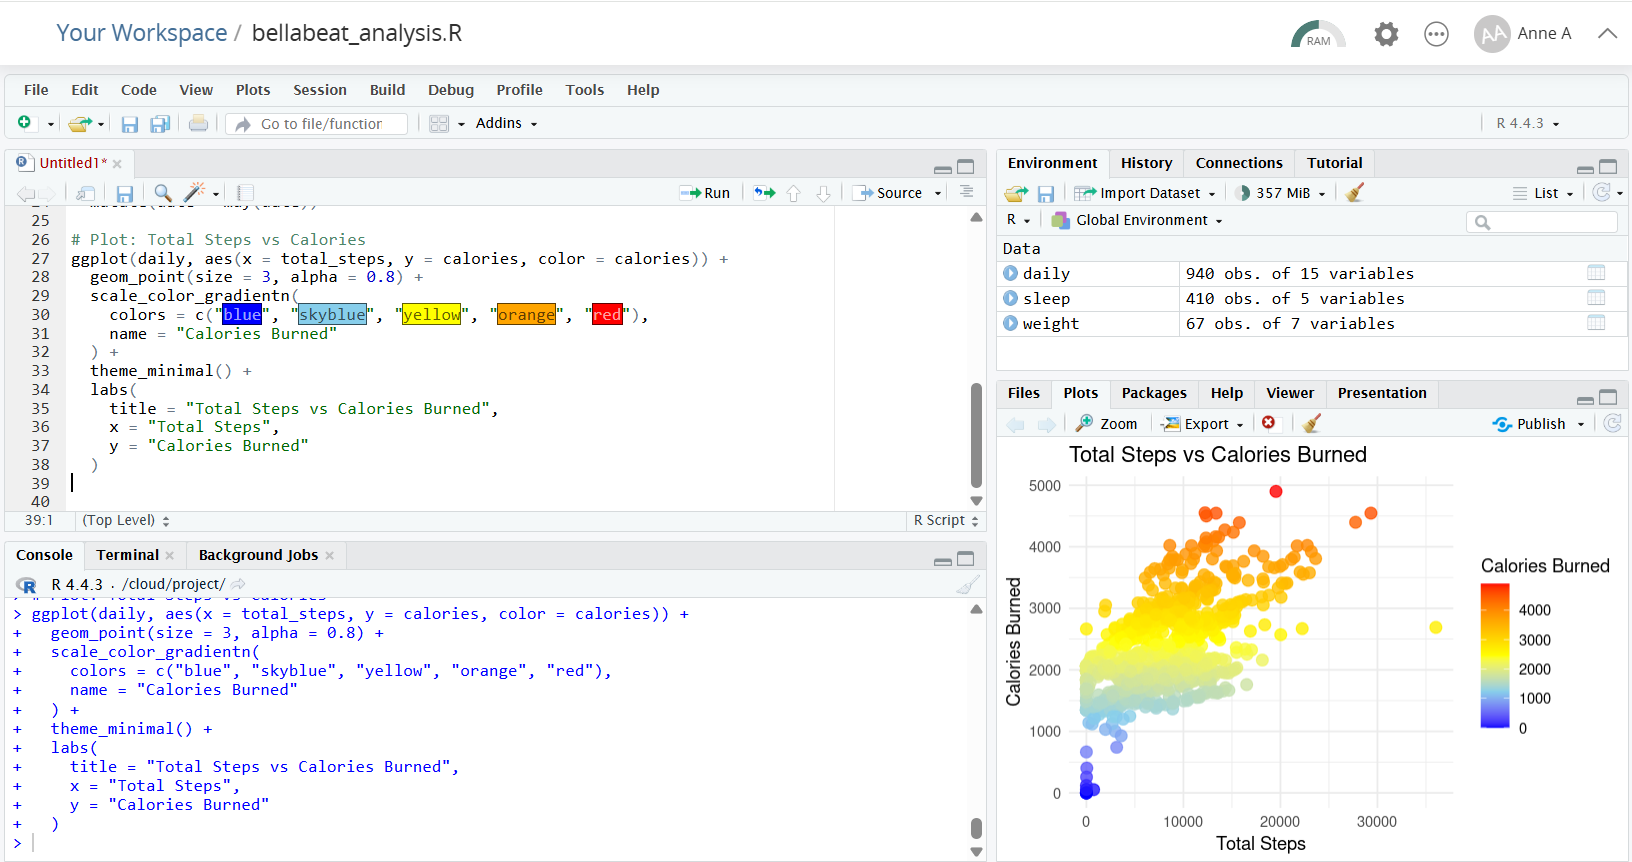 Your Workspace / bellabeat_analysis.R
RAM
AA Anne A
File Edit Code View Plots Session Build Debug Profile Tools Help
Go to file/function
Addins
R 4.4.3
Untitled1*
Run
Source
25
26 # Plot: Total Steps vs Calories
27 ggplot(daily, aes(x = total_steps, y = calories, color = calories)) +
28 geom_point(size = 3, alpha = 0.8) +
29 scale_color_gradientn(
30 colors = c("blue", "skyblue", "yellow", "orange", "red"),
31 name = "Calories Burned"
32 ) +
33 theme_minimal() +
34 labs(
35 title = "Total Steps vs Calories Burned",
36 x = "Total Steps",
37 y = "Calories Burned"
38 )
39
40
39:1 (Top Level) R Script
Console Terminal Background Jobs
R 4.4.3 . /cloud/project/
> # Plot: Total Steps vs Calories
> ggplot(daily, aes(x = total_steps, y = calories, color = calories)) +
+ geom_point(size = 3, alpha = 0.8) +
+ scale_color_gradientn(
+ colors = c("blue", "skyblue", "yellow", "orange", "red"),
+ name = "Calories Burned"
+ ) +
+ theme_minimal() +
+ labs(
+ title = "Total Steps vs Calories Burned",
+ x = "Total Steps",
+ y = "Calories Burned"
+ )
>
Environment History Connections Tutorial
Import Dataset 357 MiB List
R Global Environment
Data
daily 940 obs. of 15 variables
sleep 410 obs. of 5 variables
weight 67 obs. of 7 variables
Files Plots Packages Help Viewer Presentation
Zoom Export Publish
Total Steps vs Calories Burned
5000
4000
3000
2000
1000
0
Calories Burned
0 10000 20000 30000
Total Steps
Calories Burned
4000
3000
2000
1000
0